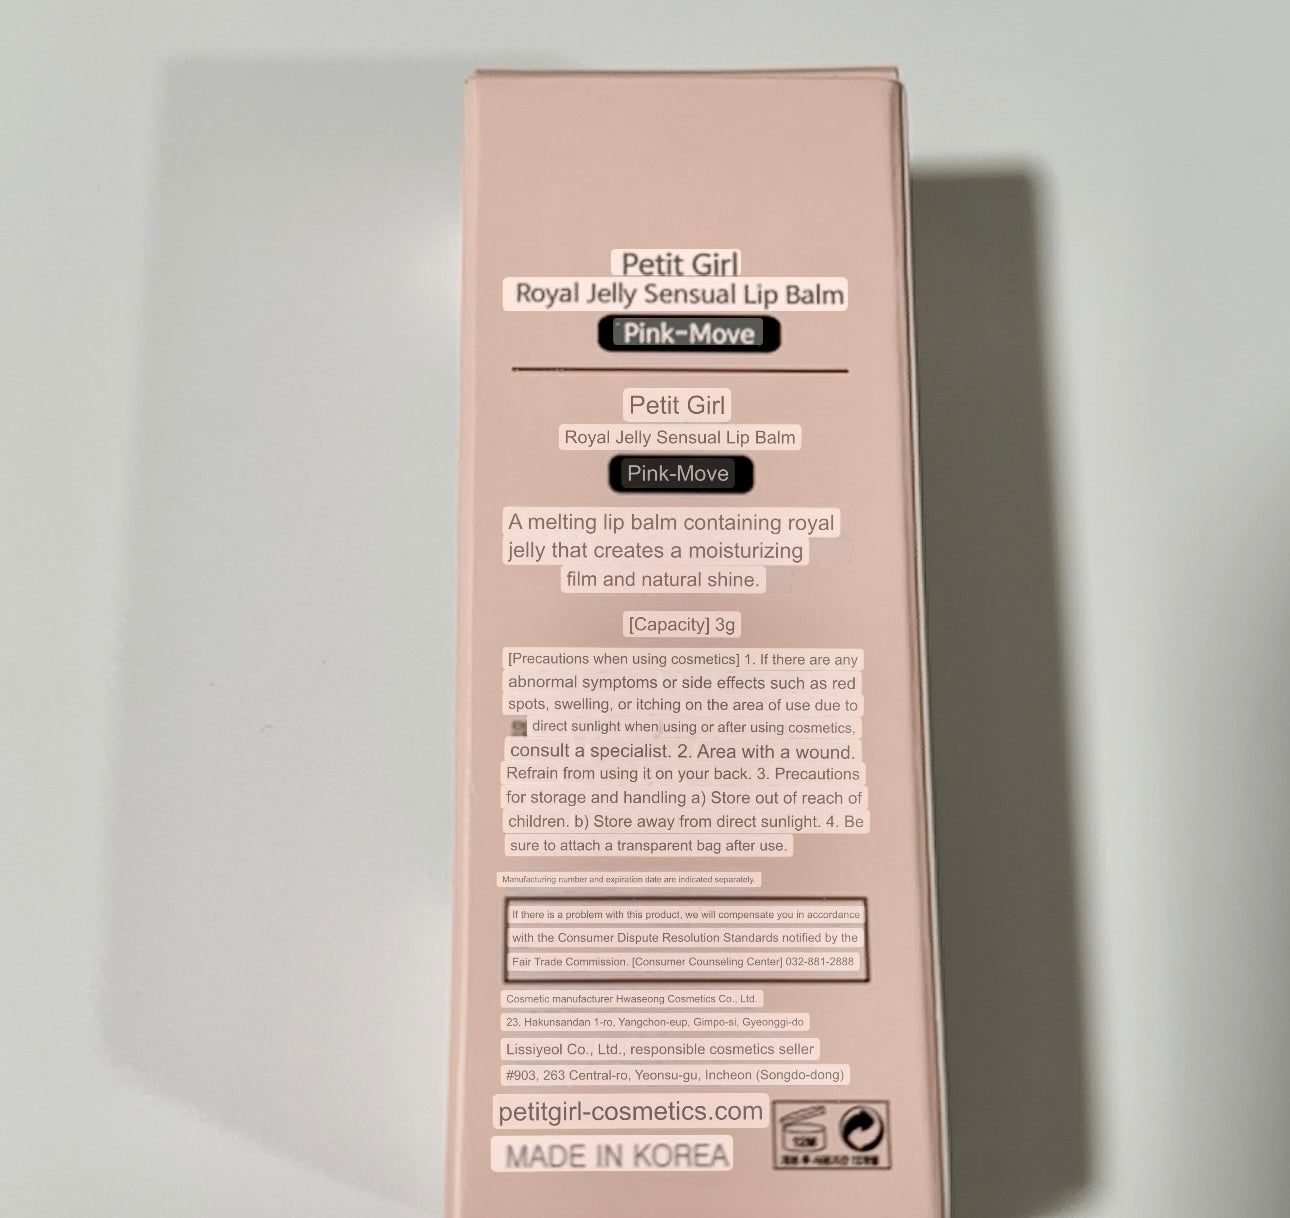 Petit Girl
Royal Jelly Sensual Lip Balm
Pink-Move
Petit Girl
Royal Jelly Sensual Lip Balm
Pink-Move
A melting lip balm containing royal
jelly that creates a moisturizing
film and natural shine.
[Capacity] 3g
[Precautions when using cosmetics] 1. If there are any
abnormal symptoms or side effects such as red
spots, swelling, or itching on the area of use due to
direct sunlight when using or after using cosmetics,
consult a specialist. 2. Area with a wound.
Refrain from using it on your back. 3. Precautions
for storage and handling a) Store out of reach of
children. b) Store away from direct sunlight. 4. Be
sure to attach a transparent bag after use.
Manufacturing number and expiration date are indicated separately.
If there is a problem with this product, we will compensate you in accordance
with the Consumer Dispute Resolution Standards notified by the
Fair Trade Commission. [Consumer Counseling Center] 032-881-2888
Cosmetic manufacturer Hwaseong Cosmetics Co., Ltd.
23, Hakunsandan 1-ro, Yangchon-eup, Gimpo-si, Gyeonggi-do
Lissiyeol Co., Ltd., responsible cosmetics seller
#903, 263 Central-ro, Yeonsu-gu, Incheon (Songdo-dong)
petitgirl-cosmetics.com
12M
MADE IN KOREA